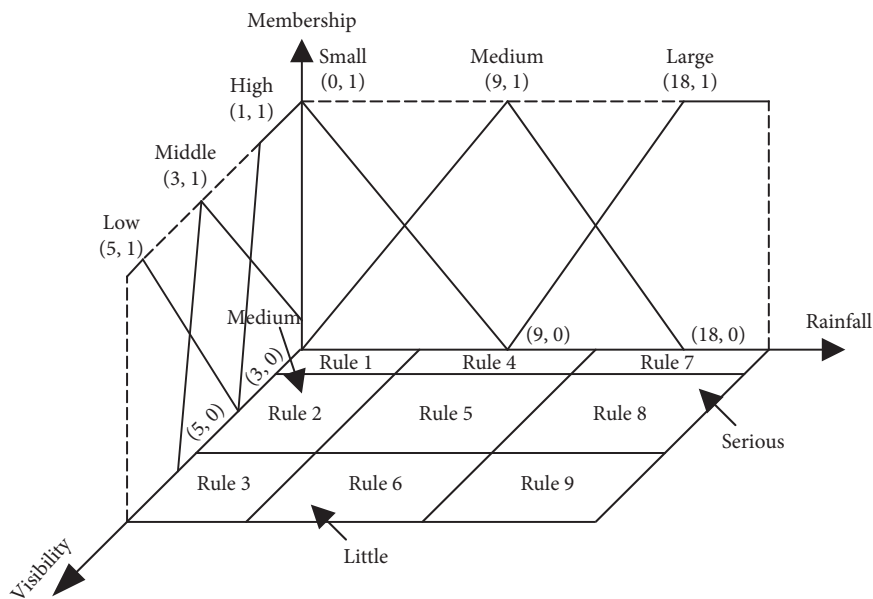 Membership
Small
(0, 1)
Medium
(9, 1)
Large
(18, 1)
High
(1, 1)
Middle
(3, 1)
Low
(5, 1)
Medium
(9, 0)
(18, 0)
Rainfall
(3, 0)
(5, 0)
Rule 1
Rule 4
Rule 7
Rule 2
Rule 5
Rule 8
Serious
Rule 3
Rule 6
Rule 9
Little
Visibility